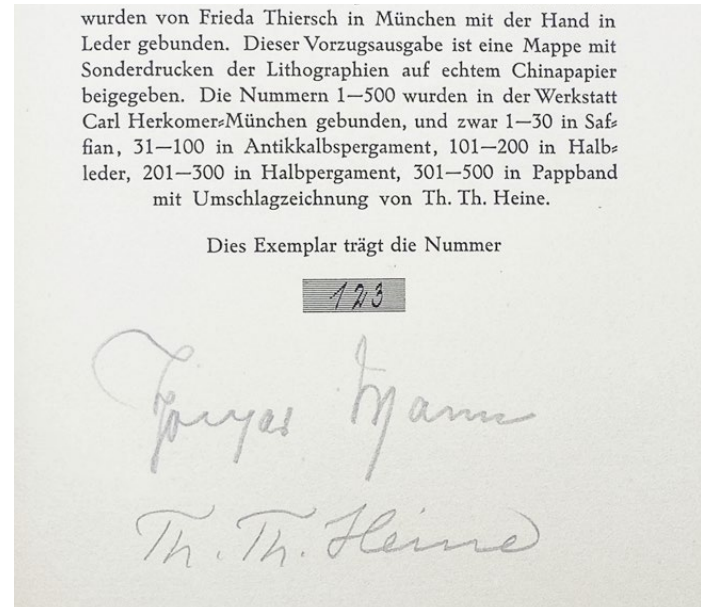 wurden von Frieda Thiersch in München mit der Hand in
Leder gebunden. Dieser Vorzugsausgabe ist eine Mappe mit
Sonderdrucken der Lithographien auf echtem Chinapapier
beigegeben. Die Nummern 1—500 wurden in der Werkstatt
Carl Herkomer⸗München gebunden, und zwar 1—30 in Saf⸗
fian, 31—100 in Antikkalbspergament, 101—200 in Halb⸗
leder, 201—300 in Halbpergament, 301—500 in Pappband
mit Umschlagzeichnung von Th. Th. Heine.
Dies Exemplar trägt die Nummer
123
Thomas Mann
Th. Th. Heine